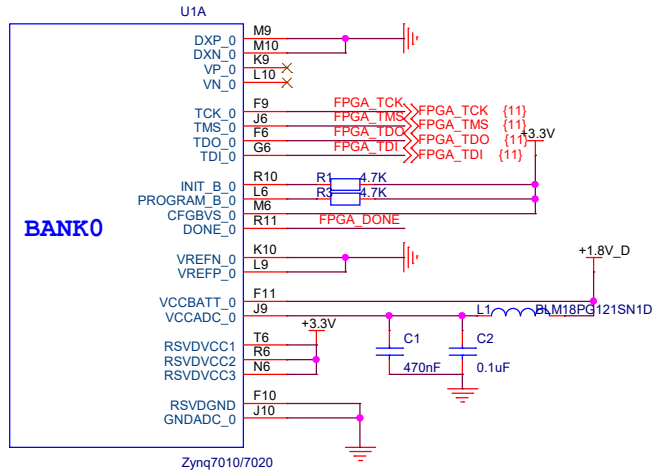 U1A
DXP_0 M9
DXN_0 M10
VP_0 K9
VN_0 L10
TCK_0 F9 FPGA_TCK FPGA_TCK {11}
TMS_0 J6 FPGA_TMS FPGA_TMS {11}
TDO_0 F6 FPGA_TDO FPGA_TDO {11}
TDI_0 G6 FPGA_TDI FPGA_TDI {11}
+3.3V
INIT_B_0 R10 R1 4.7K
PROGRAM_B_0 L6 R3 4.7K
CFGBVS_0 M6
DONE_0 R11 FPGA_DONE
BANK0
VREFN_0 K10
VREFP_0 L9
+1.8V_D
VCCBATT_0 F11
VCCADC_0 J9 L1 BLM18PG121SN1D
+3.3V
RSVDVCC1 T6
RSVDVCC2 R6
RSVDVCC3 N6
C1 C2
470nF 0.1uF
RSVDGND F10
GNDADC_0 J10
Zynq7010/7020